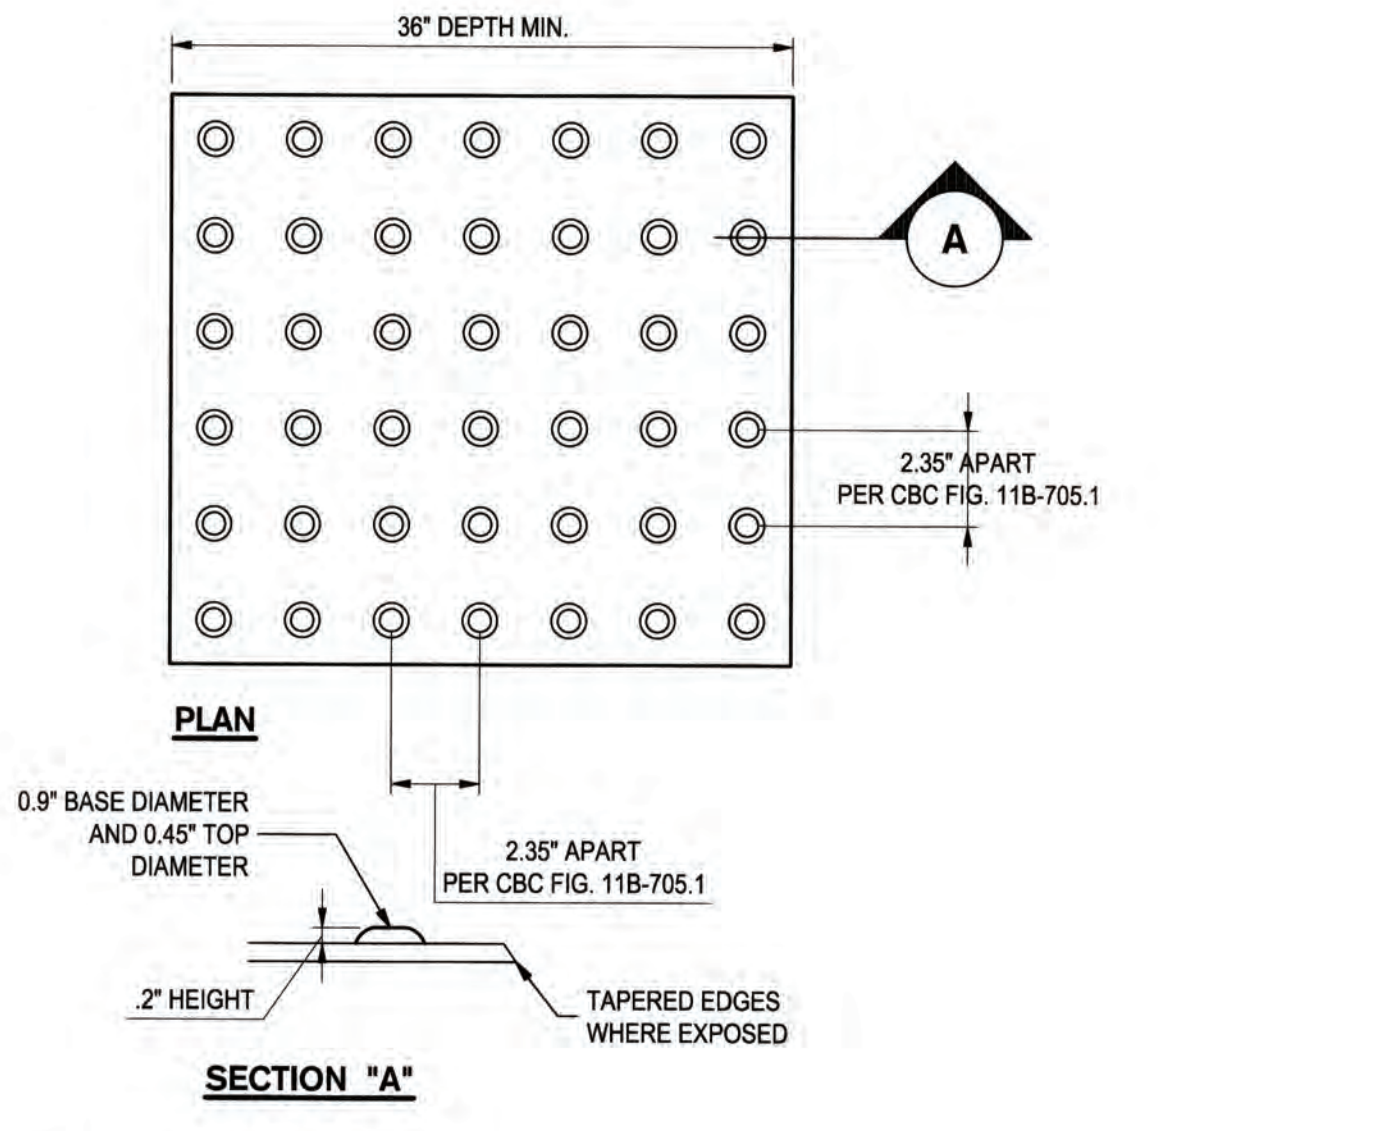 36" DEPTH MIN.
A
2.35" APART
PER CBC FIG. 11B-705.1
PLAN
0.9" BASE DIAMETER
AND 0.45" TOP
DIAMETER
2.35" APART
PER CBC FIG. 11B-705.1
.2" HEIGHT
TAPERED EDGES
WHERE EXPOSED
SECTION "A"